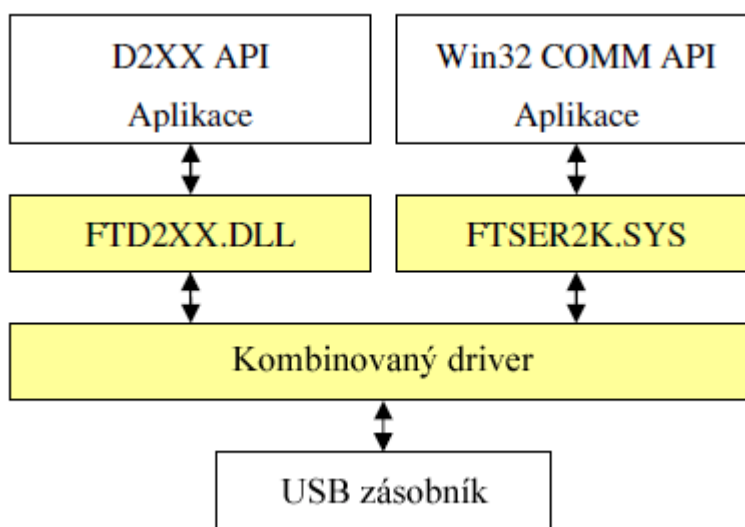 D2XX API
Aplikace
Win32 COMM API
Aplikace
FTD2XX.DLL
FTSER2K.SYS
Kombinovaný driver
USB zásobník